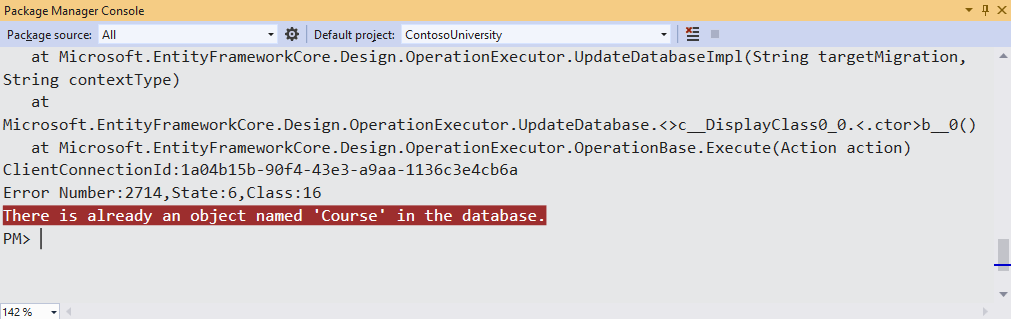 Package Manager Console
Package source: All Default project: ContosoUniversity
at Microsoft.EntityFrameworkCore.Design.OperationExecutor.UpdateDatabaseImpl(String targetMigration,
String contextType)
at
Microsoft.EntityFrameworkCore.Design.OperationExecutor.UpdateDatabase.<>c__DisplayClass0_0.<.ctor>b__0()
at Microsoft.EntityFrameworkCore.Design.OperationExecutor.OperationBase.Execute(Action action)
ClientConnectionId:1a04b15b-90f4-43e3-a9aa-1136c3e4cb6a
Error Number:2714,State:6,Class:16
There is already an object named 'Course' in the database.
PM>
142 %